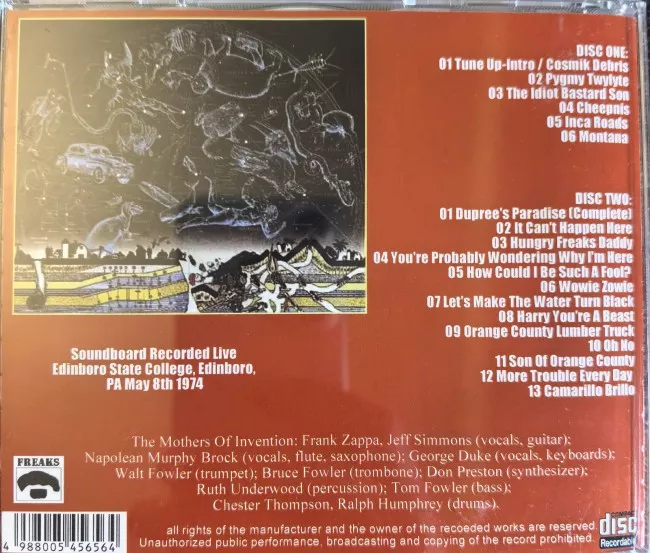 DISC ONE:
01 Tune Up-Intro / Cosmik Debris
02 Pygmy Twylyte
03 The Idiot Bastard Son
04 Cheepnis
05 Inca Roads
06 Montana
DISC TWO:
01 Dupree's Paradise (Complete)
02 It Can't Happen Here
03 Hungry Freaks Daddy
04 You're Probably Wondering Why I'm Here
05 How Could I Be Such A Fool?
06 Wowie Zowie
07 Let's Make The Water Turn Black
08 Harry You're A Beast
09 Orange County Lumber Truck
10 Oh No
11 Son Of Orange County
12 More Trouble Every Day
13 Camarillo Brillo
Soundboard Recorded Live
Edinboro State College, Edinboro,
PA May 8th 1974
The Mothers Of Invention: Frank Zappa, Jeff Simmons (vocals, guitar);
Napolean Murphy Brock (vocals, flute, saxophone); George Duke (vocals, keyboards);
Walt Fowler (trumpet); Bruce Fowler (trombone); Don Preston (synthesizer);
Ruth Underwood (percussion); Tom Fowler (bass);
Chester Thompson, Ralph Humphrey (drums).
FREAKS
4 988005 456564
all rights of the manufacturer and the owner of the recoeded works are reserved.
Unauthorized public performance, broadcasting and copying of the record prohibited.
COMPACT
disc
Recordable